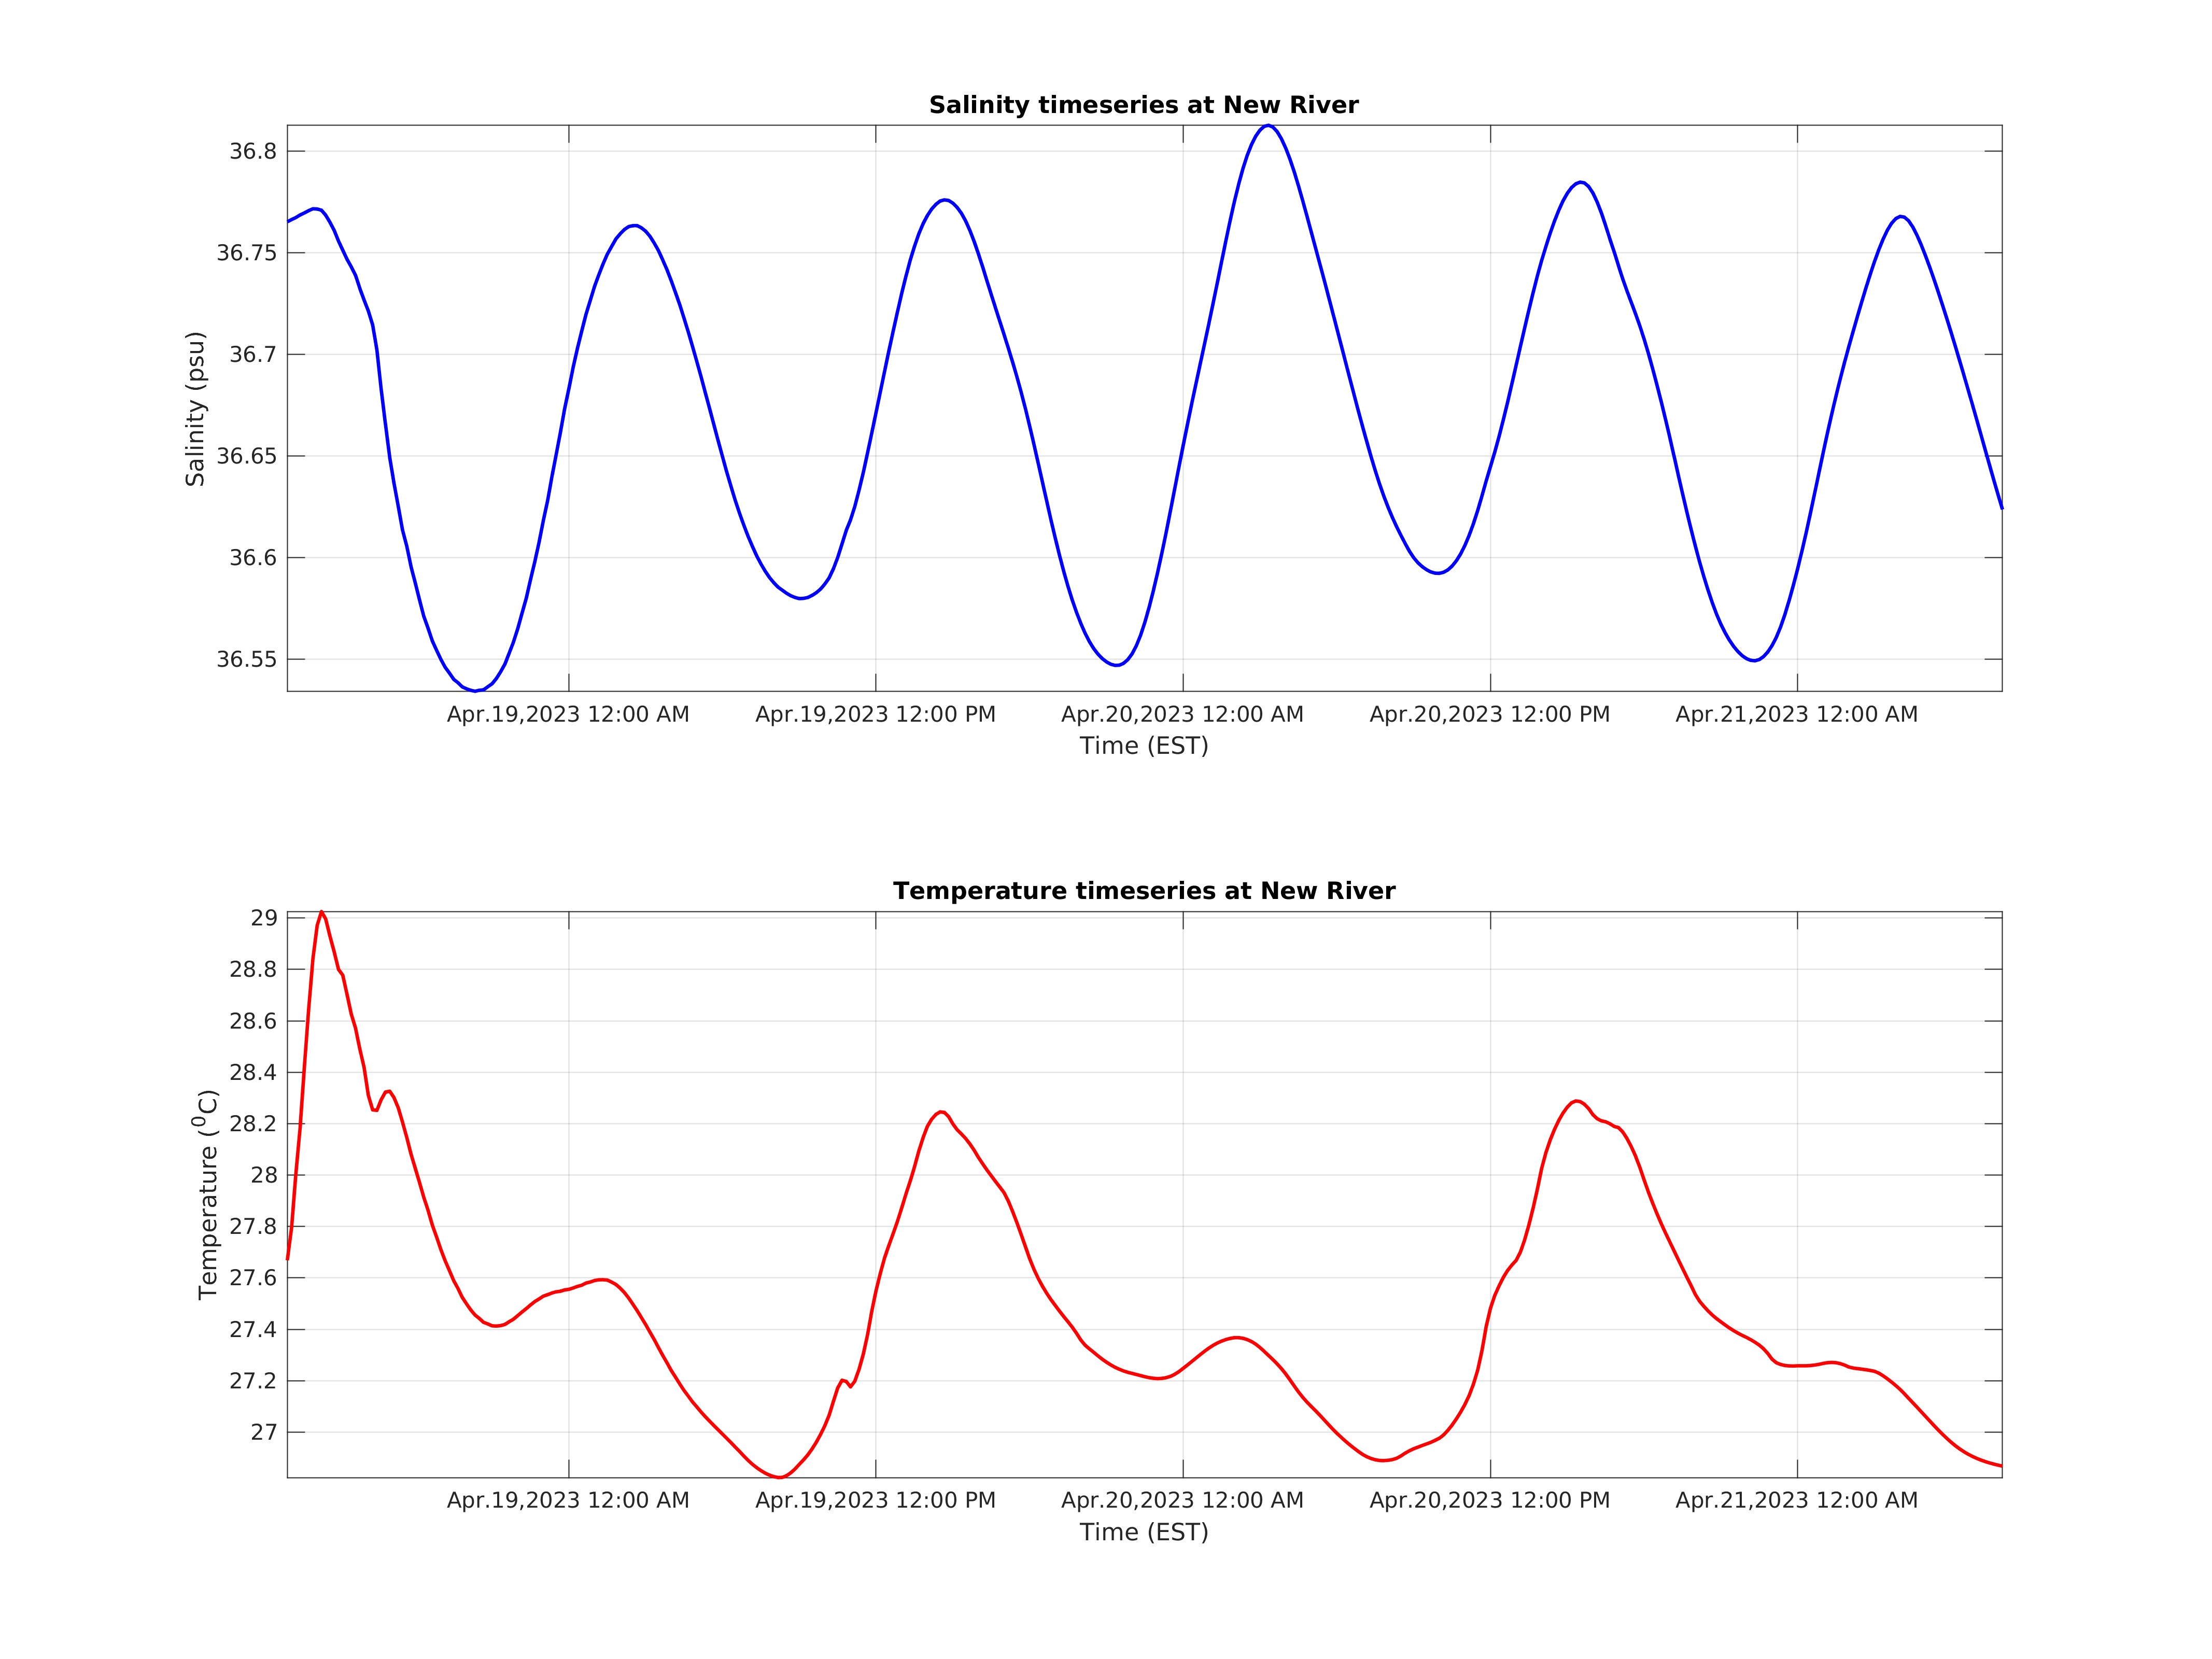 Salinity timeseries at New River
36.8
36.75
36.7
36.65
36.6
36.55
Salinity (psu)
Apr.19,2023 12:00 AM Apr.19,2023 12:00 PM Apr.20,2023 12:00 AM Apr.20,2023 12:00 PM Apr.21,2023 12:00 AM
Time (EST)
Temperature timeseries at New River
29
28.8
28.6
28.4
28.2
28
27.8
27.6
27.4
27.2
27
Temperature (⁰C)
Apr.19,2023 12:00 AM Apr.19,2023 12:00 PM Apr.20,2023 12:00 AM Apr.20,2023 12:00 PM Apr.21,2023 12:00 AM
Time (EST)